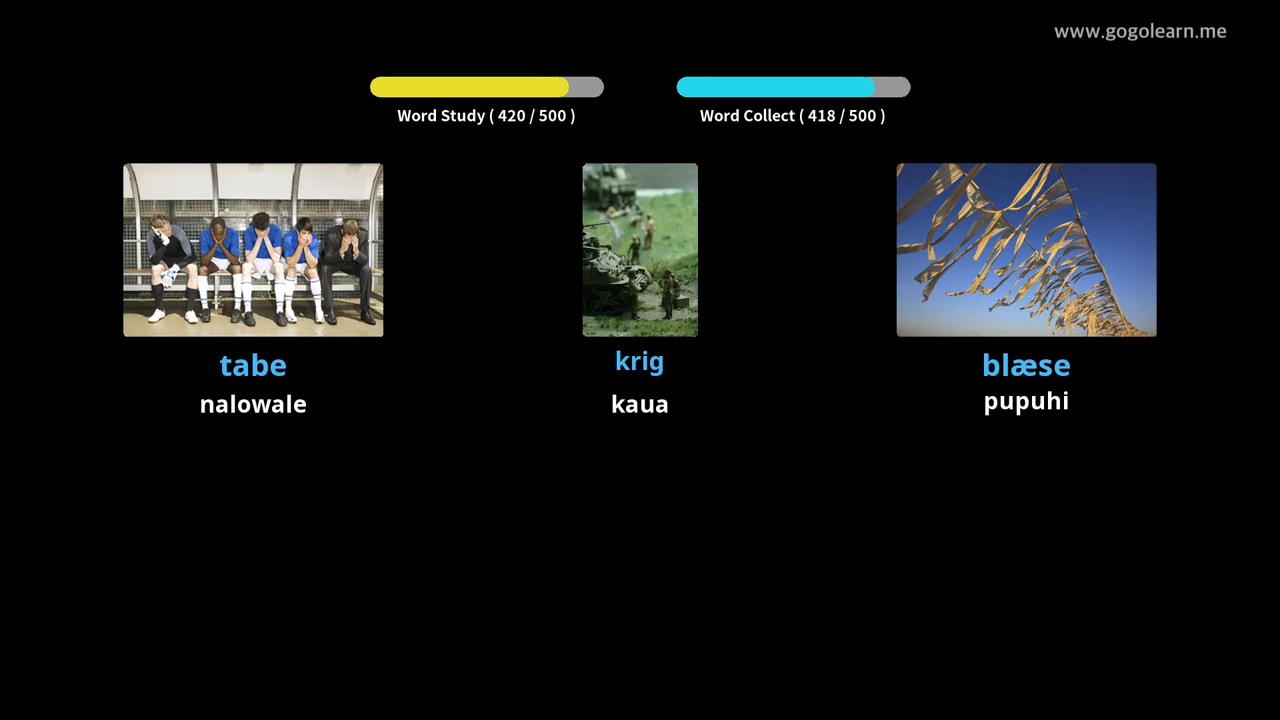 www.gogolearn.me
Word Study ( 420 / 500 )
Word Collect ( 418 / 500 )
tabe
nalowale
krig
kaua
blæse
pupuhi